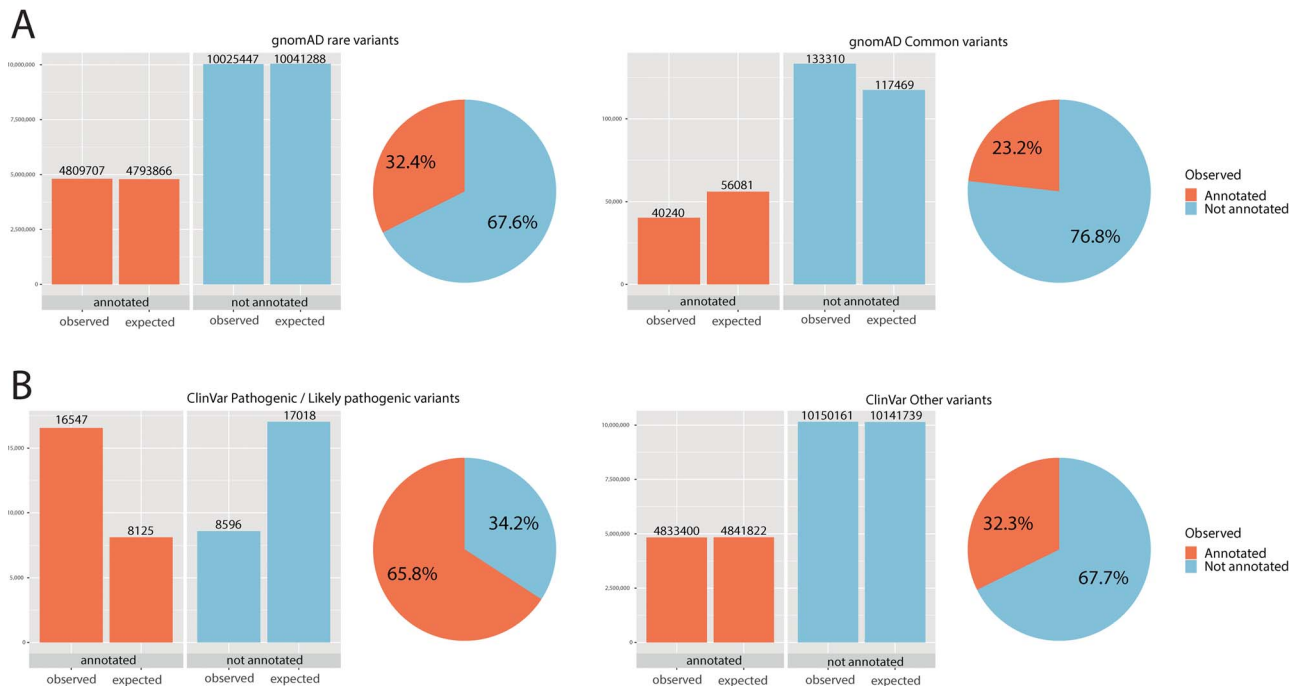 A
gnomAD rare variants
10,000,000
7,500,000
5,000,000
2,500,000
0
4809707
4793866
10025447
10041288
annotated
not annotated
observed
expected
observed
expected
32.4%
67.6%
gnomAD Common variants
100,000
50,000
0
40240
56081
133310
117469
annotated
not annotated
observed
expected
observed
expected
23.2%
76.8%
Observed
Annotated
Not annotated
B
ClinVar Pathogenic / Likely pathogenic variants
15,000
10,000
5,000
0
16547
8125
8596
17018
annotated
not annotated
observed
expected
observed
expected
34.2%
65.8%
ClinVar Other variants
10,000,000
7,500,000
5,000,000
2,500,000
0
4833400
4841822
10150161
10141739
annotated
not annotated
observed
expected
observed
expected
32.3%
67.7%
Observed
Annotated
Not annotated